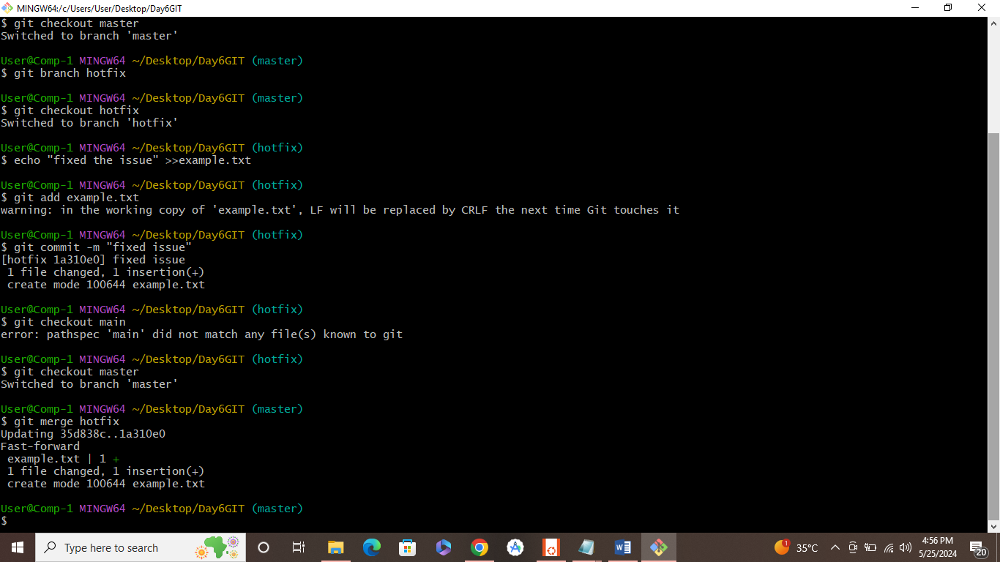 MINGW64:/c/Users/User/Desktop/Day6GIT
$ git checkout master
Switched to branch 'master'
User@Comp-1 MINGW64 ~/Desktop/Day6GIT (master)
$ git branch hotfix
User@Comp-1 MINGW64 ~/Desktop/Day6GIT (master)
$ git checkout hotfix
Switched to branch 'hotfix'
User@Comp-1 MINGW64 ~/Desktop/Day6GIT (hotfix)
$ echo "fixed the issue" >>example.txt
User@Comp-1 MINGW64 ~/Desktop/Day6GIT (hotfix)
$ git add example.txt
warning: in the working copy of 'example.txt', LF will be replaced by CRLF the next time Git touches it
User@Comp-1 MINGW64 ~/Desktop/Day6GIT (hotfix)
$ git commit -m "fixed issue"
[hotfix 1a310e0] fixed issue
 1 file changed, 1 insertion(+)
 create mode 100644 example.txt
User@Comp-1 MINGW64 ~/Desktop/Day6GIT (hotfix)
$ git checkout main
error: pathspec 'main' did not match any file(s) known to git
User@Comp-1 MINGW64 ~/Desktop/Day6GIT (hotfix)
$ git checkout master
Switched to branch 'master'
User@Comp-1 MINGW64 ~/Desktop/Day6GIT (master)
$ git merge hotfix
Updating 35d838c..1a310e0
Fast-forward
 example.txt | 1 +
 1 file changed, 1 insertion(+)
 create mode 100644 example.txt
User@Comp-1 MINGW64 ~/Desktop/Day6GIT (master)
$
Type here to search
1
35°C
4:56 PM
5/25/2024
20